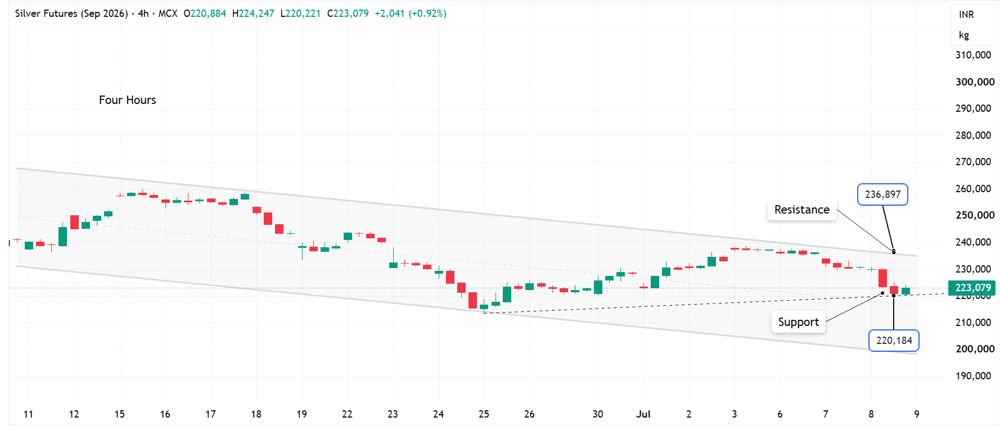 Silver Futures (Sep 2026) · 4h · MCX O220,884 H224,247 L220,221 C223,079 +2,041 (+0.92%)
INR
kg
Four Hours
310,000
300,000
290,000
280,000
270,000
260,000
250,000
240,000
230,000
223,079
220,000
210,000
200,000
190,000
236,897
Resistance
Support
220,184
11 12 15 16 17 18 19 22 23 24 25 26 30 Jul 2 3 6 7 8 9